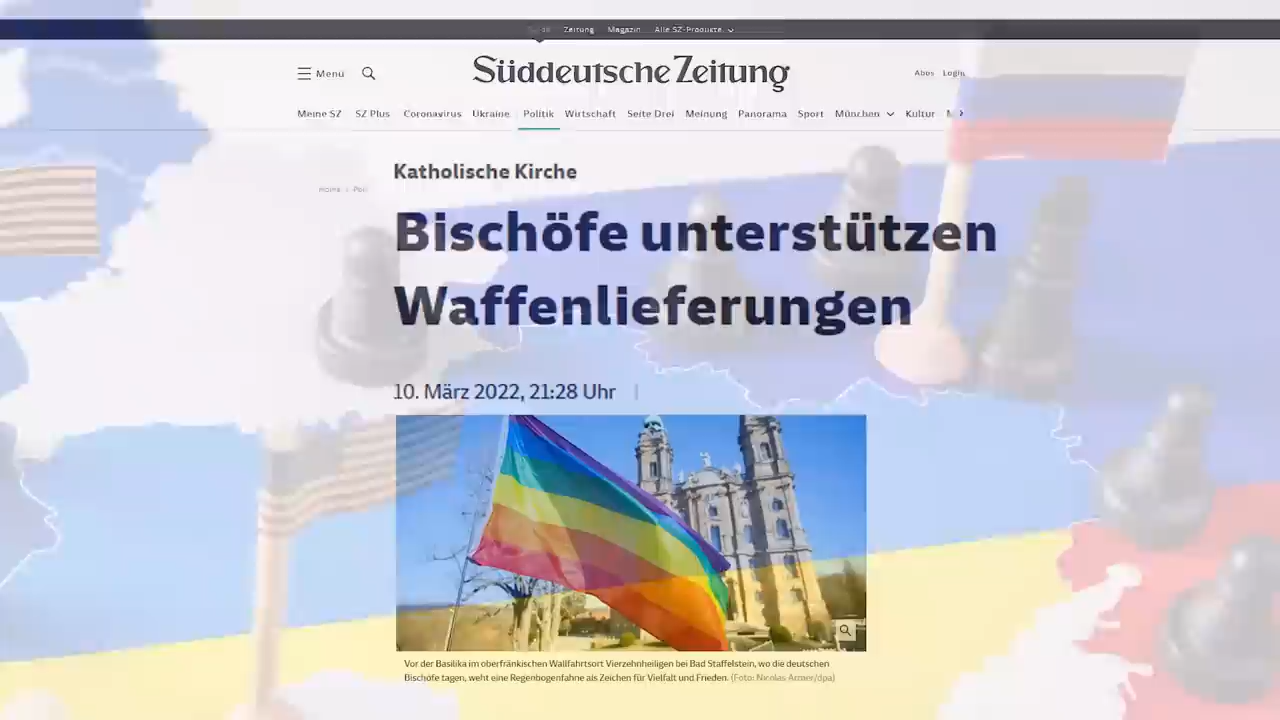 Zeitung Magazin Alle SZ-Produkte
Menü
Süddeutsche Zeitung
Abos Login
Meine SZ SZ Plus Coronavirus Ukraine Politik Wirtschaft Seite Drei Meinung Panorama Sport München Kultur
Home
Katholische Kirche
Bischöfe unterstützen
Waffenlieferungen
10. März 2022, 21:28 Uhr
Vor der Basilika im oberfränkischen Wallfahrtsort Vierzehnheiligen bei Bad Staffelstein, wo die deutschen
Bischöfe tagen, weht eine Regenbogenfahne als Zeichen für Vielfalt und Frieden. (Foto: Nicolas Armer/dpa)